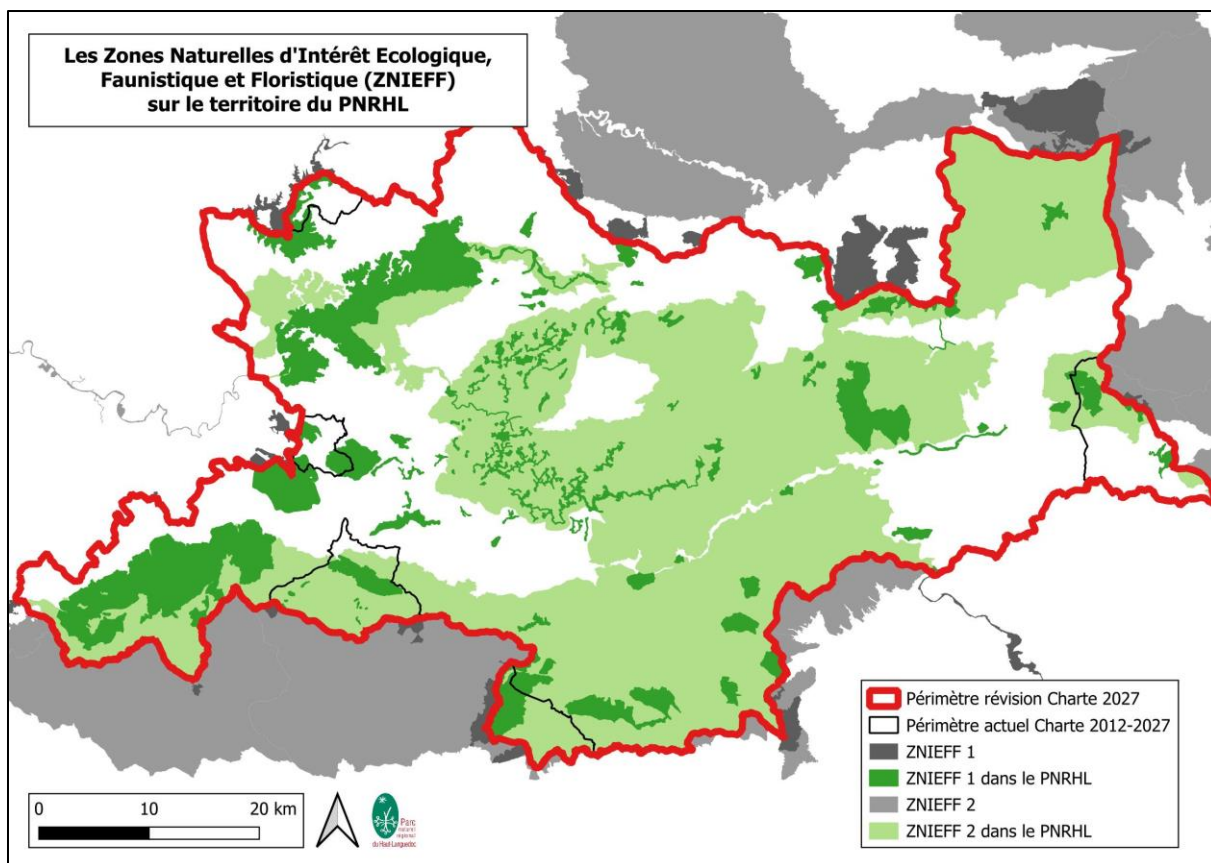 Les Zones Naturelles d'Intérêt Ecologique,
Faunistique et Floristique (ZNIEFF)
sur le territoire du PNRHL
Périmètre révision Charte 2027
Périmètre actuel Charte 2012-2027
ZNIEFF 1
ZNIEFF 1 dans le PNRHL
ZNIEFF 2
ZNIEFF 2 dans le PNRHL
0 10 20 km
Parc
naturel
régional
du Haut-Languedoc